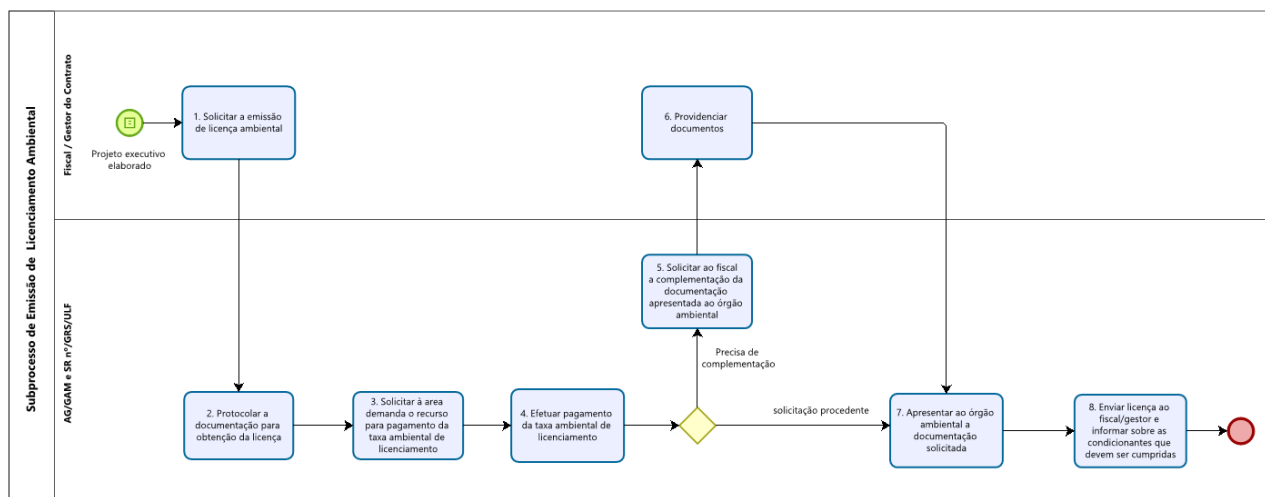 Subprocesso de Emissão de  Licenciamento Ambiental
Fiscal / Gestor do Contrato
Projeto executivo
elaborado
1. Solicitar a emissão
de licença ambiental
6. Providenciar
documentos
AG/GAM e SR nº/GRS/ULF
2. Protocolar a
documentação para
obtenção da licença
3. Solicitar à area
demanda o recurso
para pagamento da
taxa ambiental de
licenciamento
4. Efetuar pagamento
da taxa ambiental de
licenciamento
5. Solicitar ao fiscal
a complementação da
documentação
apresentada ao órgão
ambiental
Precisa de
complementação
solicitação procedente
7. Apresentar ao órgão
ambiental a
documentação
solicitada
8. Enviar licença ao
fiscal/gestor e
informar sobre as
condicionantes que
devem ser cumpridas